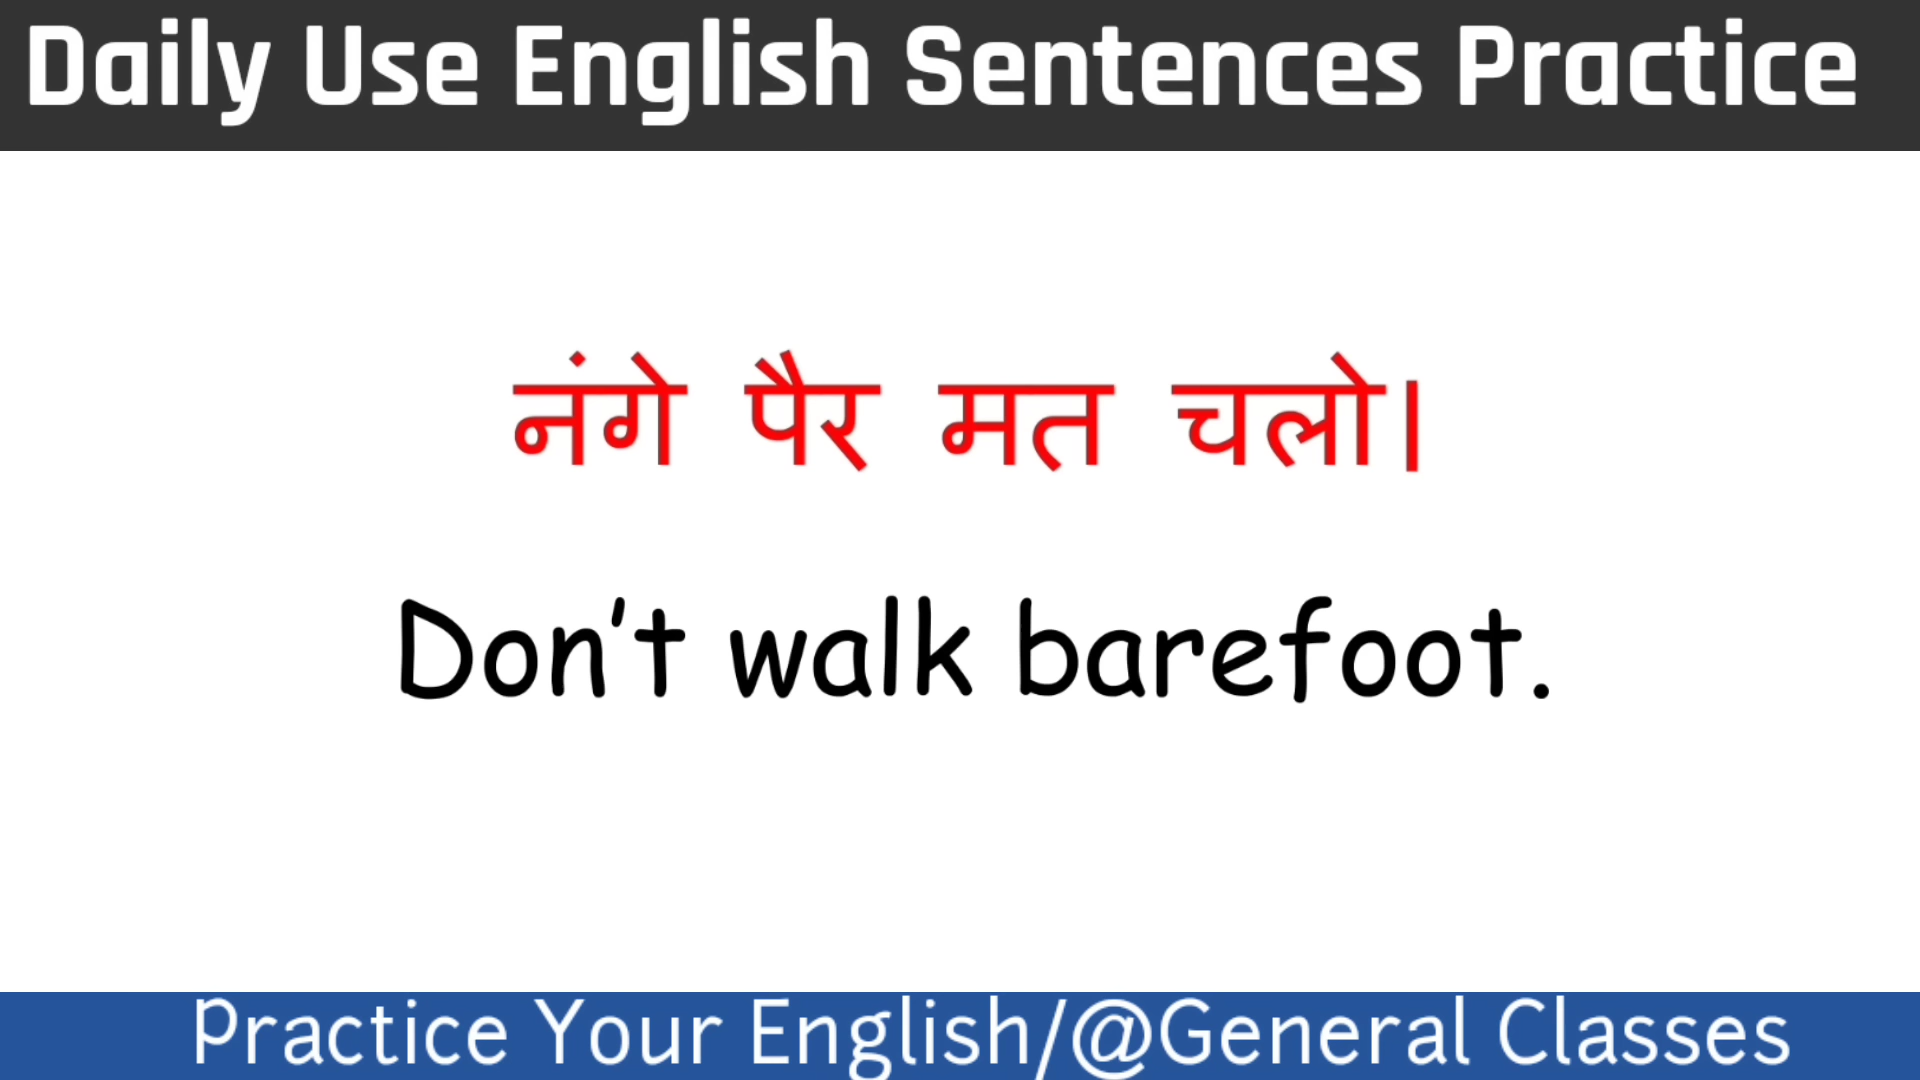 Daily Use English Sentences Practice
नंगे पैर मत चलो।
Don't walk barefoot.
Practice Your English/@General Classes